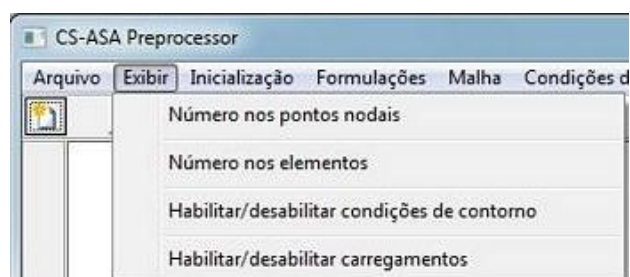 CS-ASA Preprocessor
Arquivo Exibir Inicialização Formulações Malha Condições d
Número nos pontos nodais
Número nos elementos
Habilitar/desabilitar condições de contorno
Habilitar/desabilitar carregamentos